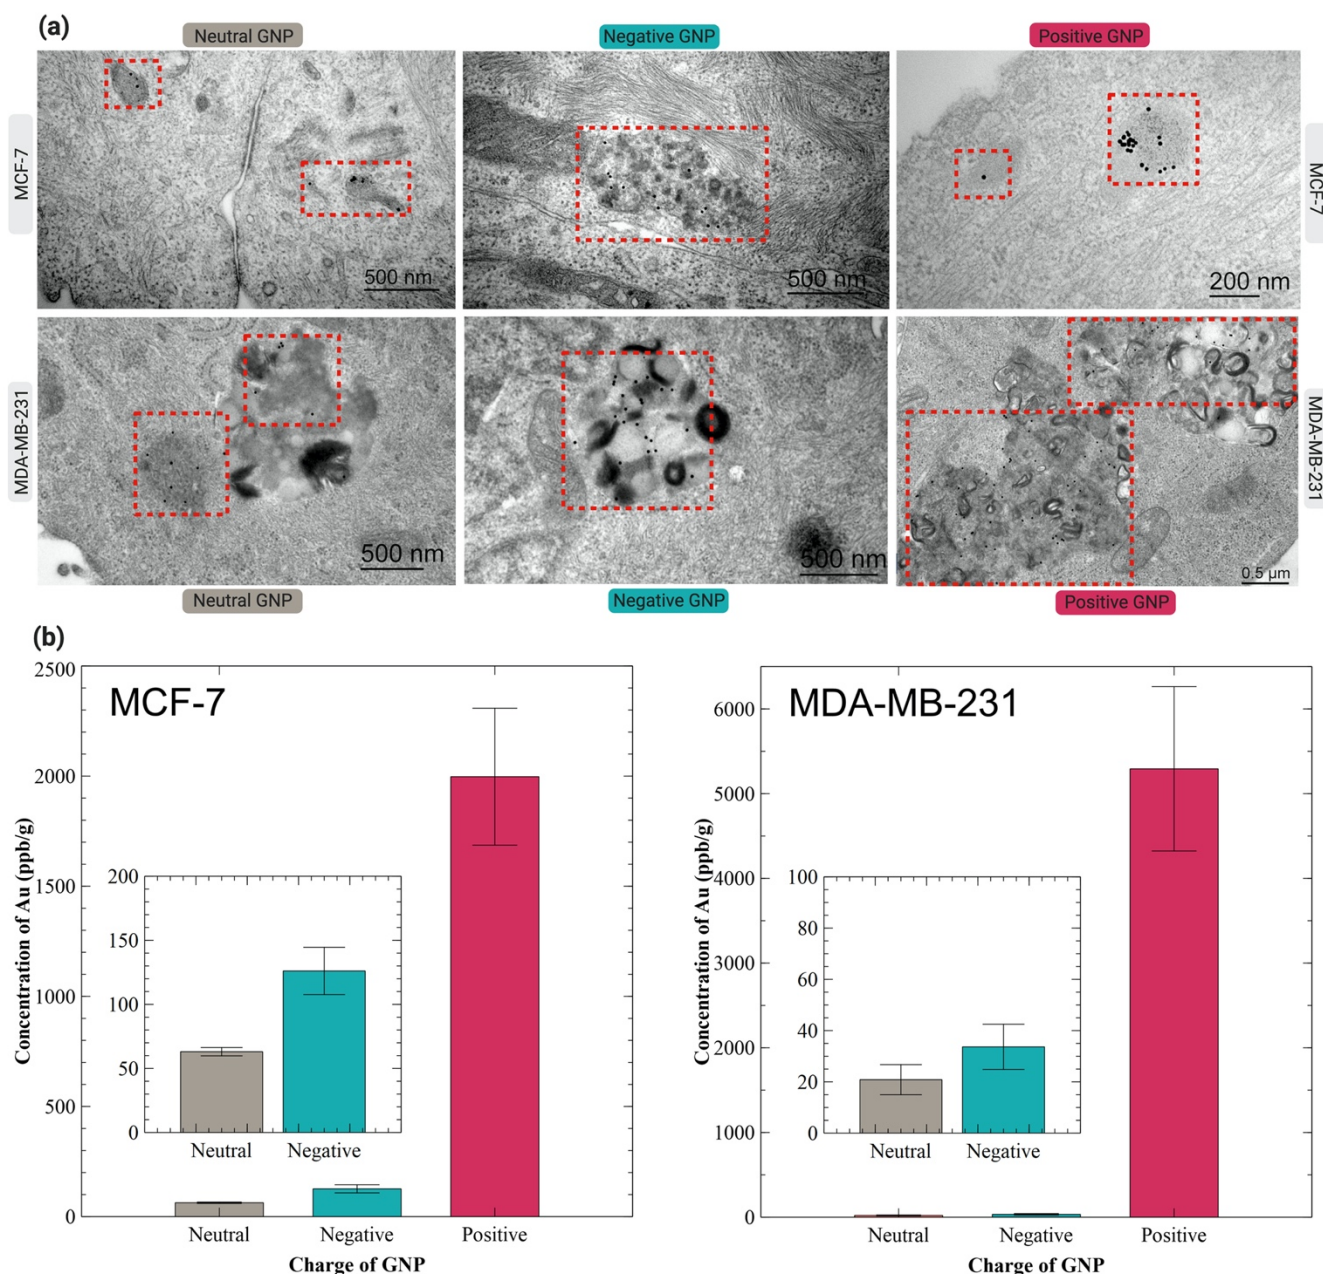 (a)
Neutral GNP
Negative GNP
Positive GNP
MCF-7
500 nm
500 nm
200 nm
MCF-7
MDA-MB-231
500 nm
500 nm
0.5 µm
MDA-MB-231
Neutral GNP
Negative GNP
Positive GNP
(b)
MCF-7
Concentration of Au (ppb/g)
2500
2000
1500
1000
500
0
200
150
100
50
0
Neutral
Negative
Neutral
Negative
Positive
Charge of GNP
MDA-MB-231
Concentration of Au (ppb/g)
6000
5000
4000
3000
2000
1000
0
100
80
60
40
20
0
Neutral
Negative
Neutral
Negative
Positive
Charge of GNP